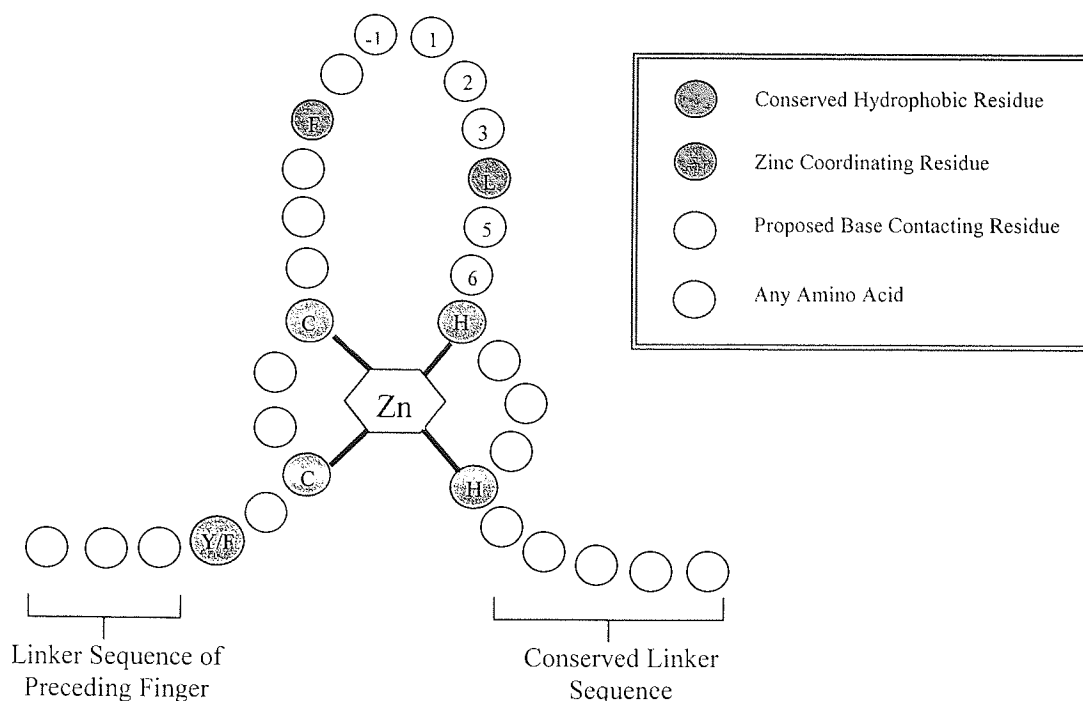 -1 1
2
F 3
L
5
6
C H
Zn
C H
Y/F
Linker Sequence of
Preceding Finger
Conserved Linker
Sequence
Conserved Hydrophobic Residue
Zinc Coordinating Residue
Proposed Base Contacting Residue
Any Amino Acid